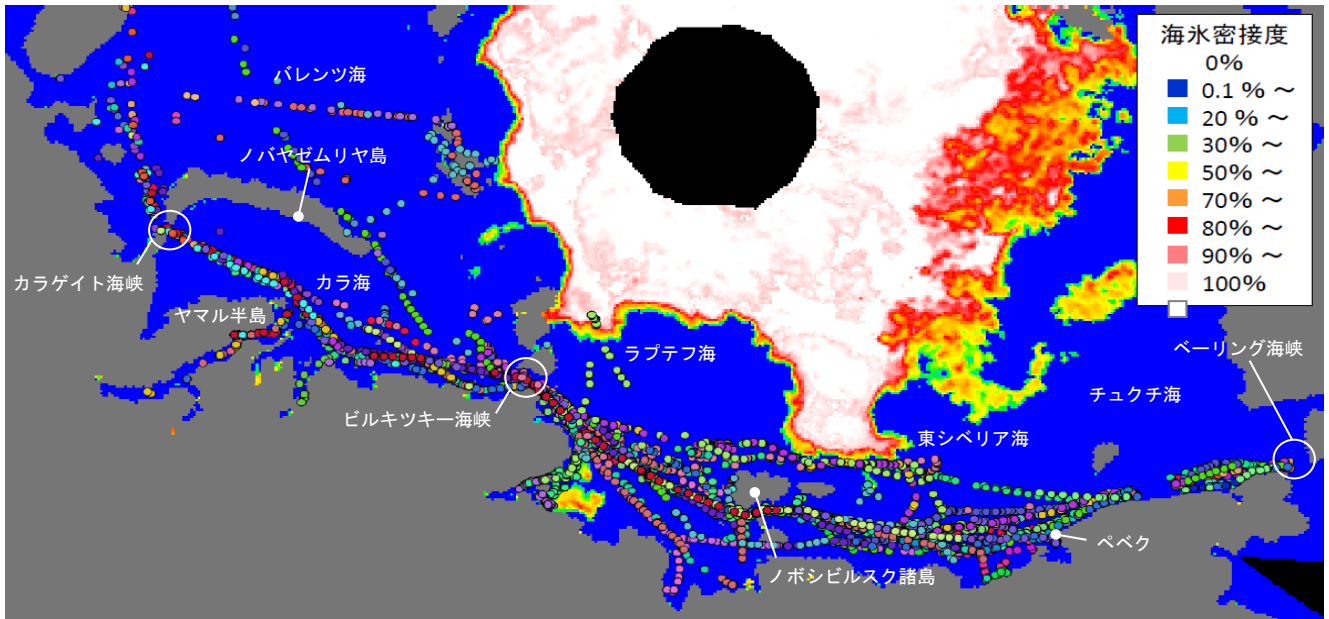 海氷密接度
0%
0.1 % ～
20 % ～
30% ～
50% ～
70% ～
80% ～
90% ～
100%
バレンツ海
ノバヤゼムリヤ島
カラゲイト海峡
カラ海
ヤマル半島
ビルキツキー海峡
ラプテフ海
ベーリング海峡
チュクチ海
東シベリア海
ペベク
ノボシビルスク諸島